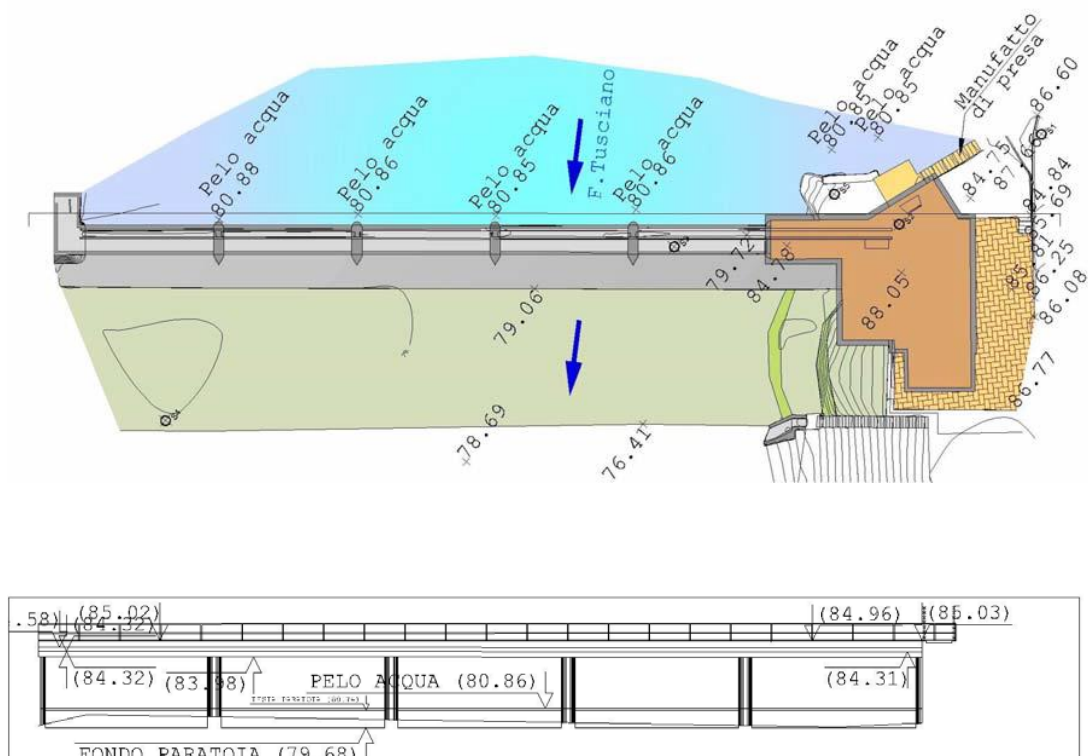 Pelo acqua
80.88
Pelo acqua
80.86
Pelo acqua
80.85
F. Tusciano
Pelo acqua
80.86
Pelo acqua
80.85
Pelo acqua
80.85
Manufatto
di presa
86.60
84.75
84.84
79.72
84.78
88.05
86.25
86.08
79.06
86.77
78.69
76.41
.58)
(85.02)
(84.32)
(84.96)
(84.32)
(83.98)
PELO ACQUA (80.86)
(84.31)
FONDO PARATOIA (79.68)